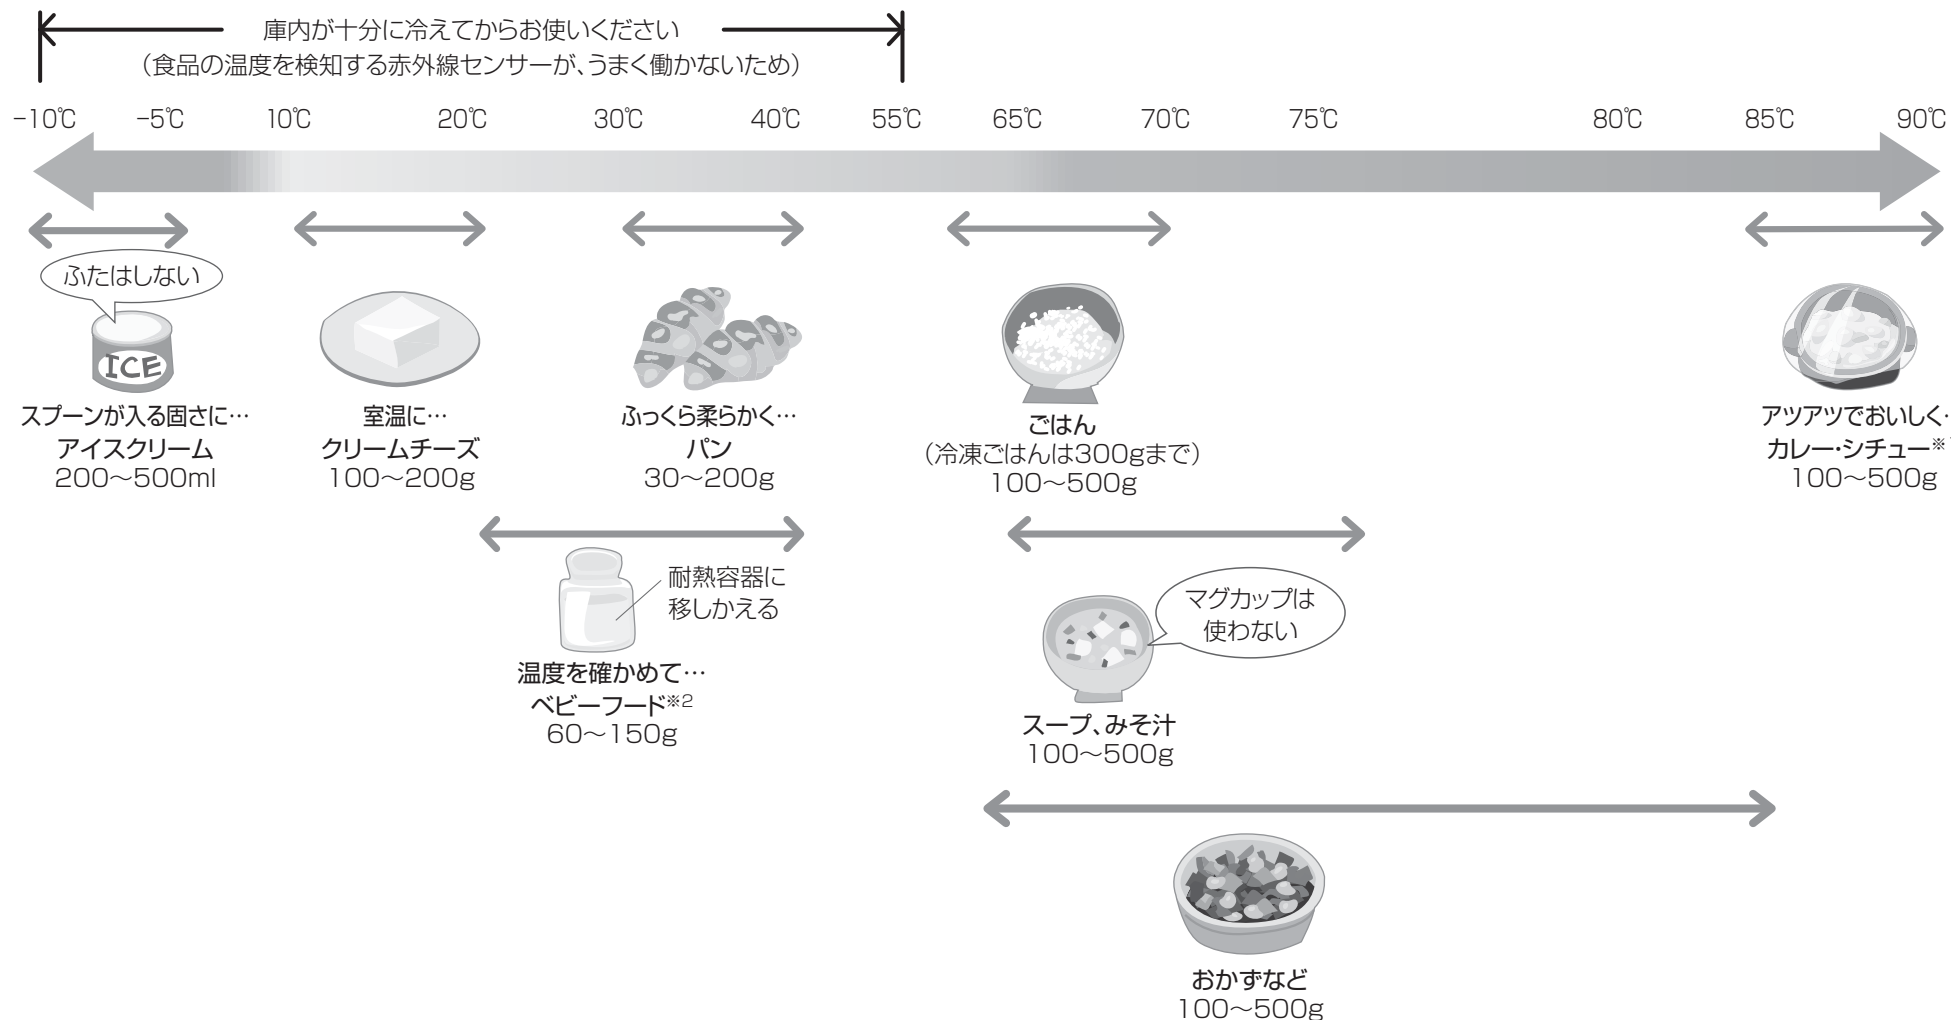 庫内が十分に冷えてからお使いください
（食品の温度を検知する赤外線センサーが、うまく働かないため）
−10℃ −5℃ 10℃ 20℃ 30℃ 40℃ 55℃ 65℃ 70℃ 75℃ 80℃ 85℃ 90℃
ふたはしない
ICE
スプーンが入る固さに…
アイスクリーム
200〜500ml
室温に…
クリームチーズ
100〜200g
ふっくら柔らかく…
パン
30〜200g
ごはん
（冷凍ごはんは300gまで）
100〜500g
アツアツでおいしく…
カレー・シチュー※
100〜500g
耐熱容器に
移しかえる
温度を確かめて…
ベビーフード※2
60〜150g
マグカップは
使わない
スープ、みそ汁
100〜500g
おかずなど
100〜500g